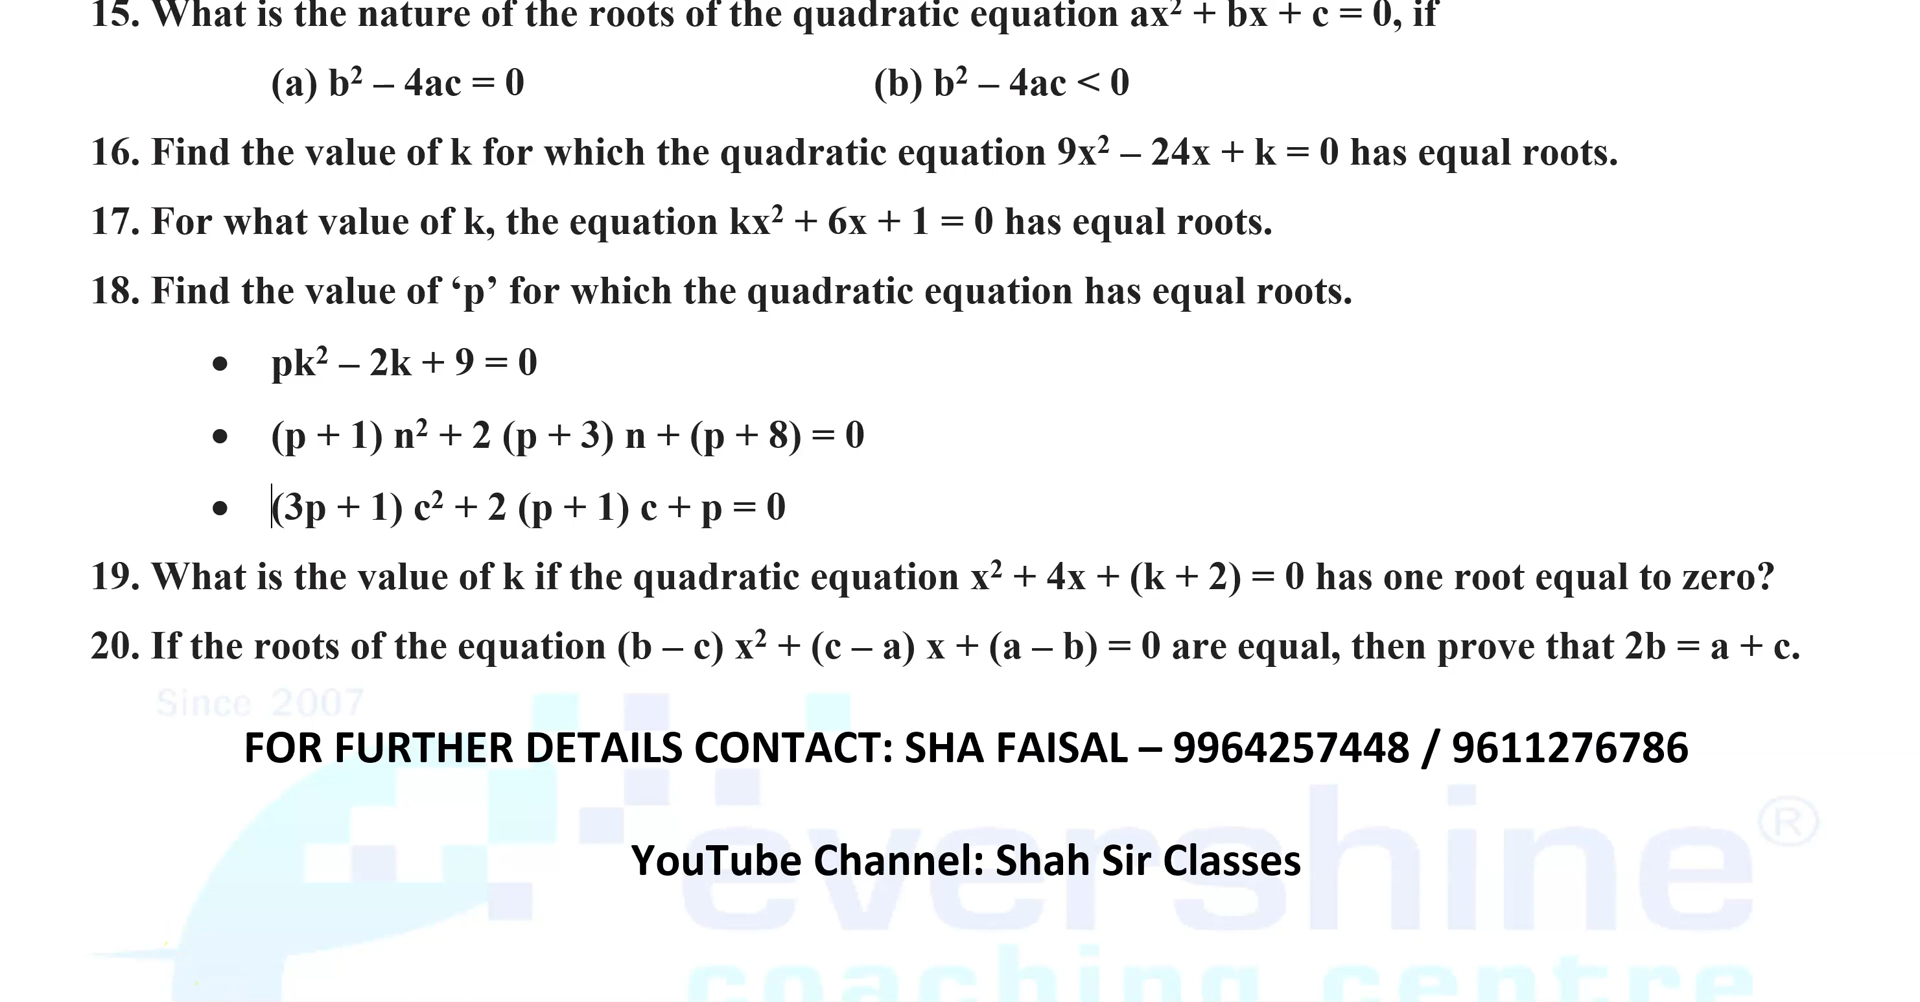 15. What is the nature of the roots of the quadratic equation ax² + bx + c = 0, if
(a) b² – 4ac = 0 (b) b² – 4ac < 0
16. Find the value of k for which the quadratic equation 9x² – 24x + k = 0 has equal roots.
17. For what value of k, the equation kx² + 6x + 1 = 0 has equal roots.
18. Find the value of ‘p’ for which the quadratic equation has equal roots.
• pk² – 2k + 9 = 0
• (p + 1) n² + 2 (p + 3) n + (p + 8) = 0
• (3p + 1) c² + 2 (p + 1) c + p = 0
19. What is the value of k if the quadratic equation x² + 4x + (k + 2) = 0 has one root equal to zero?
20. If the roots of the equation (b – c) x² + (c – a) x + (a – b) = 0 are equal, then prove that 2b = a + c.
Since 2007
FOR FURTHER DETAILS CONTACT: SHA FAISAL – 9964257448 / 9611276786
evershine ®
YouTube Channel: Shah Sir Classes
coaching centre